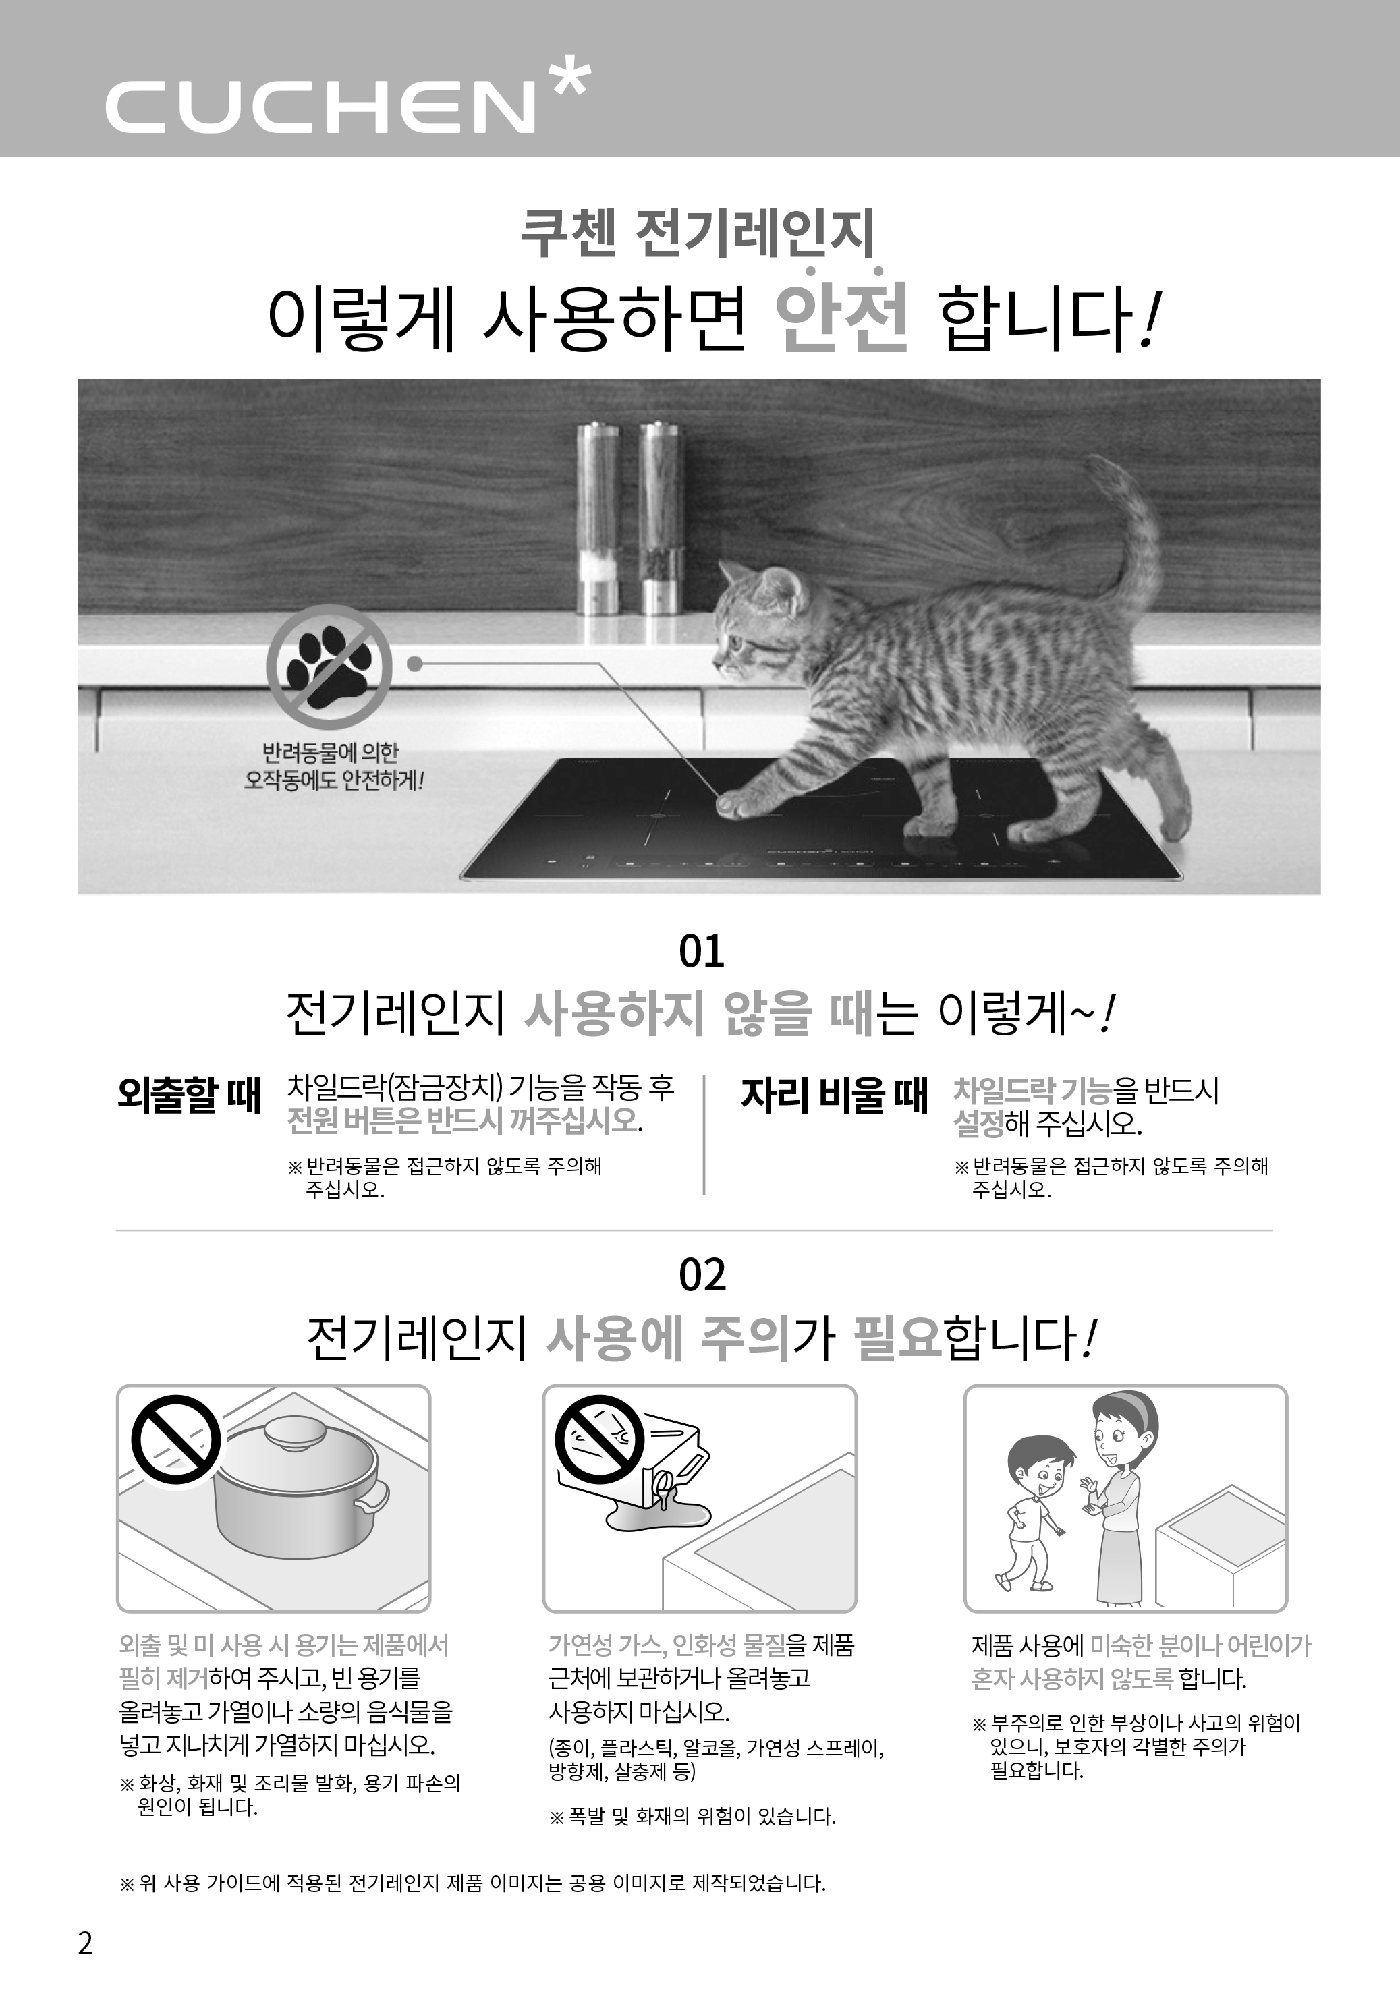 CUCHEN*
쿠첸 전기레인지
이렇게 사용하면 안전 합니다!
반려동물에 의한
오작동에도 안전하게!
01
전기레인지 사용하지 않을 때는 이렇게~!
외출할 때
차일드락(잠금장치) 기능을 작동 후
전원 버튼은 반드시 꺼주십시오.
※ 반려동물은 접근하지 않도록 주의해
주십시오.
자리 비울 때
차일드락 기능을 반드시
설정해 주십시오.
※ 반려동물은 접근하지 않도록 주의해
주십시오.
02
전기레인지 사용에 주의가 필요합니다!
외출 및 미 사용 시 용기는 제품에서
필히 제거하여 주시고, 빈 용기를
올려놓고 가열이나 소량의 음식물을
넣고 지나치게 가열하지 마십시오.
※ 화상, 화재 및 조리물 발화, 용기 파손의
원인이 됩니다.
가연성 가스, 인화성 물질을 제품
근처에 보관하거나 올려놓고
사용하지 마십시오.
(종이, 플라스틱, 알코올, 가연성 스프레이,
방향제, 살충제 등)
※ 폭발 및 화재의 위험이 있습니다.
제품 사용에 미숙한 분이나 어린이가
혼자 사용하지 않도록 합니다.
※ 부주의로 인한 부상이나 사고의 위험이
있으니, 보호자의 각별한 주의가
필요합니다.
※ 위 사용 가이드에 적용된 전기레인지 제품 이미지는 공용 이미지로 제작되었습니다.
2